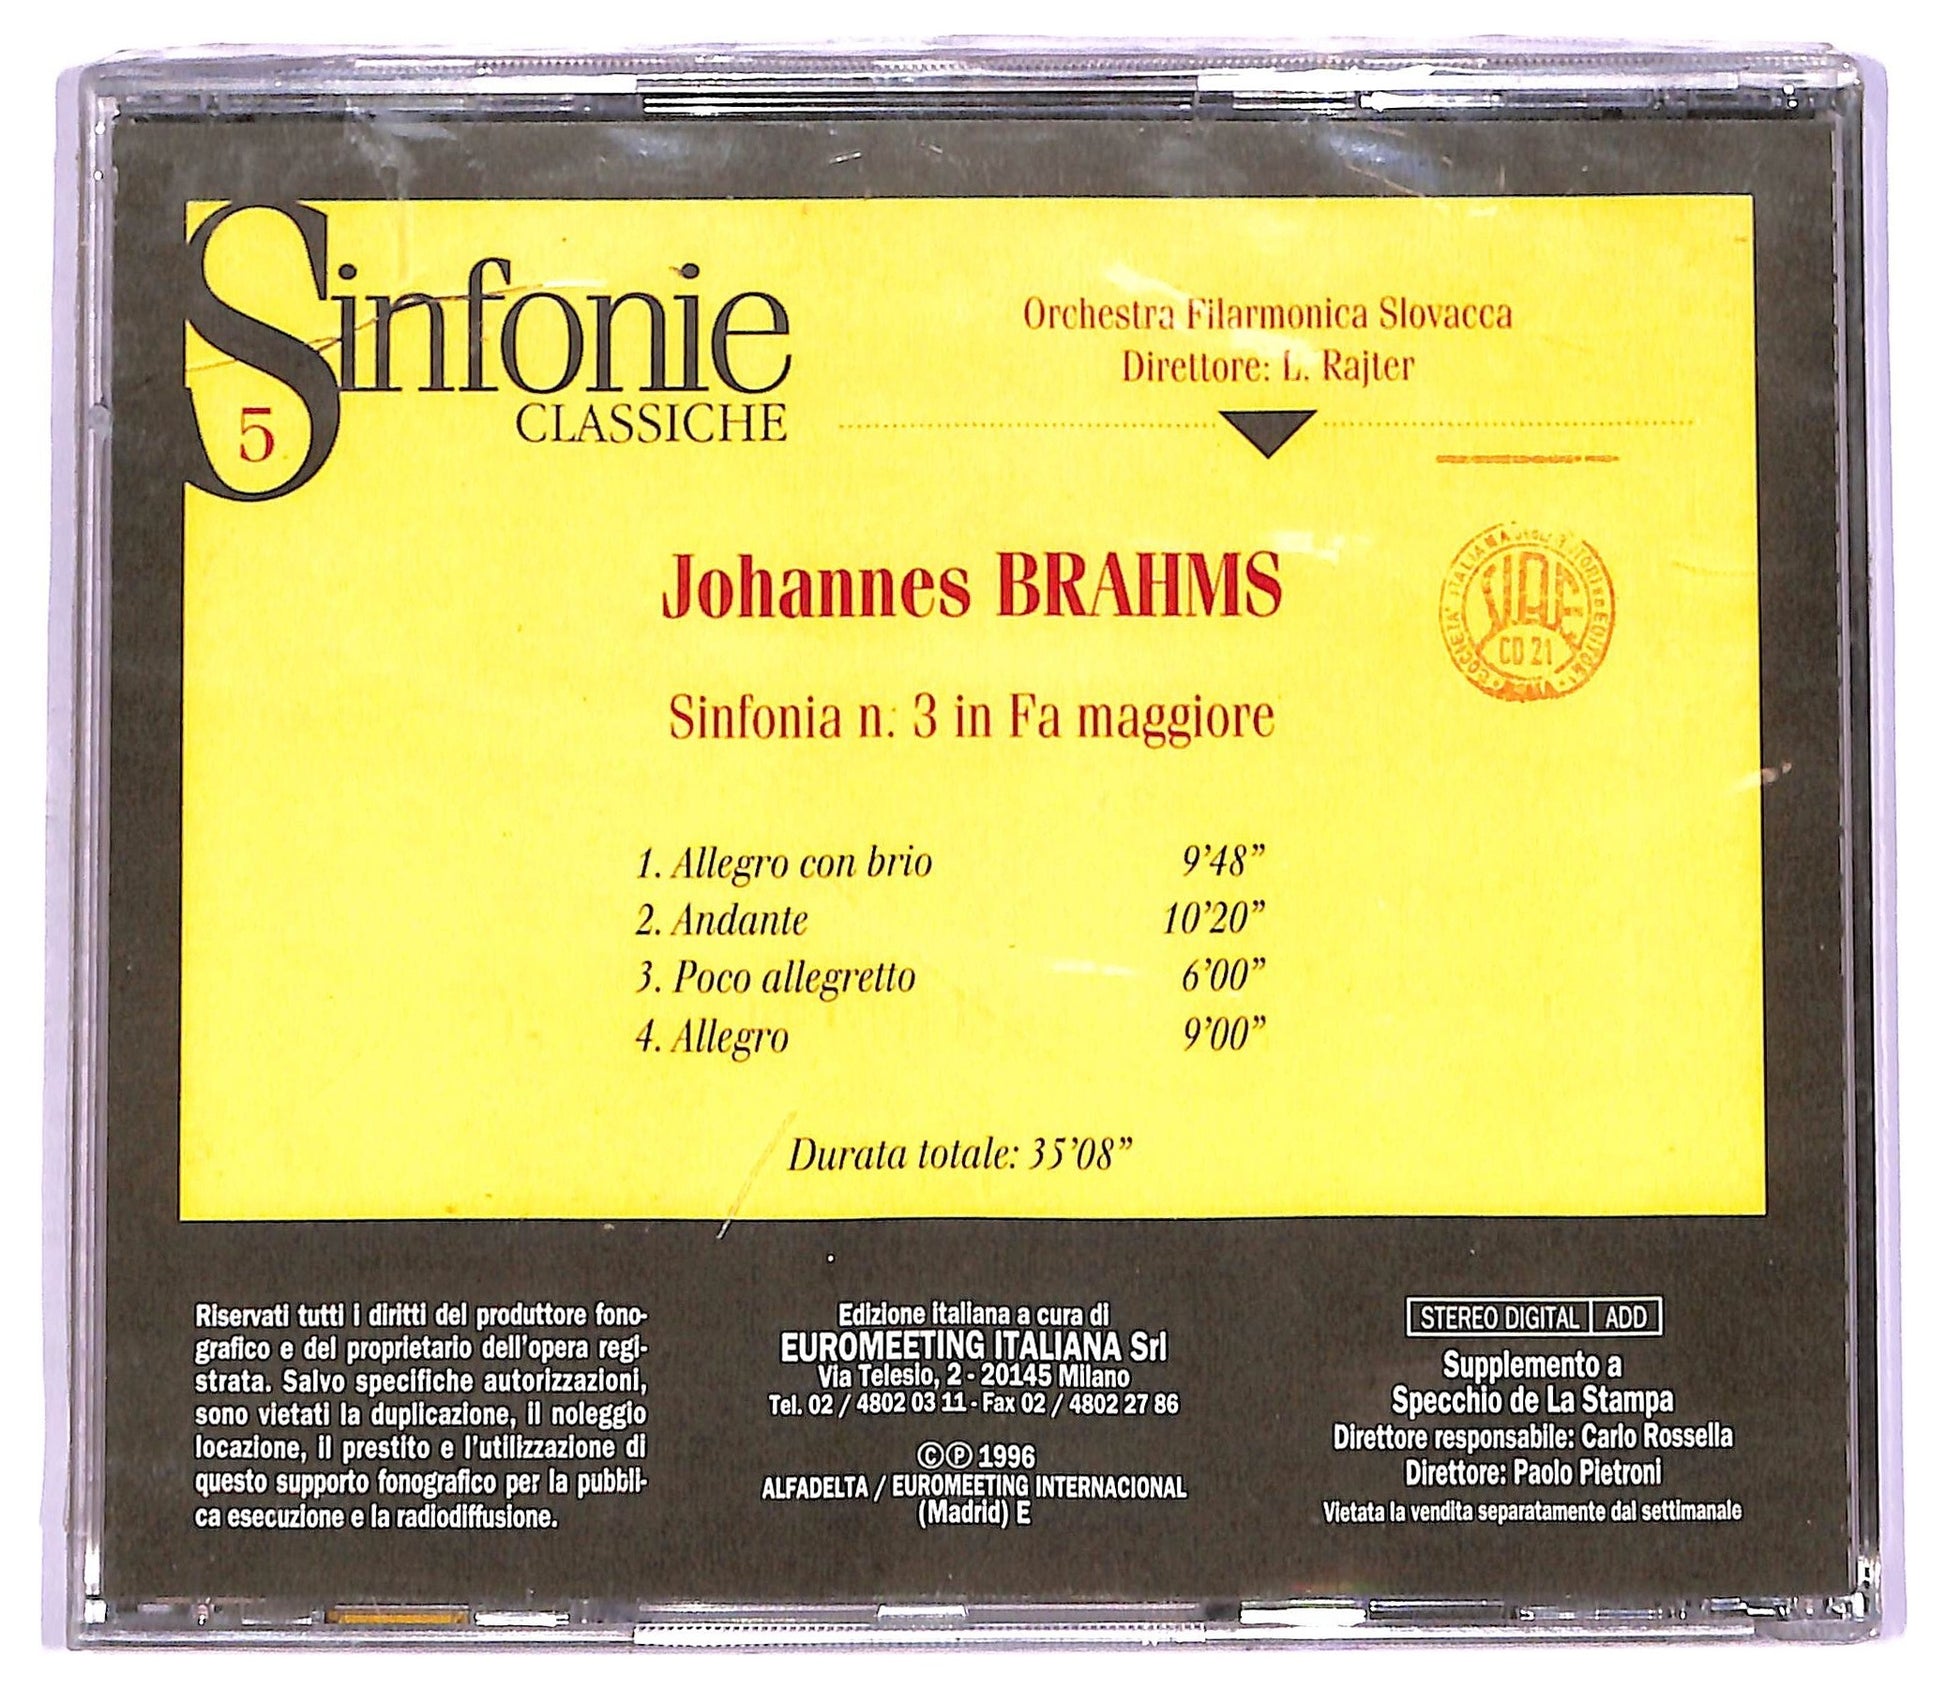 Sinfonie
CLASSICHE
5
Orchestra Filarmonica Slovacca
Direttore: L. Rajter
Johannes BRAHMS
SIAE
CD 21
Sinfonia n. 3 in Fa maggiore
1. Allegro con brio 9'48”
2. Andante 10'20”
3. Poco allegretto 6'00”
4. Allegro 9'00”
Durata totale: 35'08”
Riservati tutti i diritti del produttore fono-
grafico e del proprietario dell'opera regi-
strata. Salvo specifiche autorizzazioni,
sono vietati la duplicazione, il noleggio
locazione, il prestito e l'utilizzazione di
questo supporto fonografico per la pubbli-
ca esecuzione e la radiodiffusione.
Edizione italiana a cura di
EUROMEETING ITALIANA Srl
Via Telesio, 2 - 20145 Milano
Tel. 02 / 4802 03 11 - Fax 02 / 4802 27 86
©℗ 1996
ALFADELTA / EUROMEETING INTERNACIONAL
(Madrid) E
STEREO DIGITAL ADD
Supplemento a
Specchio de La Stampa
Direttore responsabile: Carlo Rossella
Direttore: Paolo Pietroni
Vietata la vendita separatamente dal settimanale